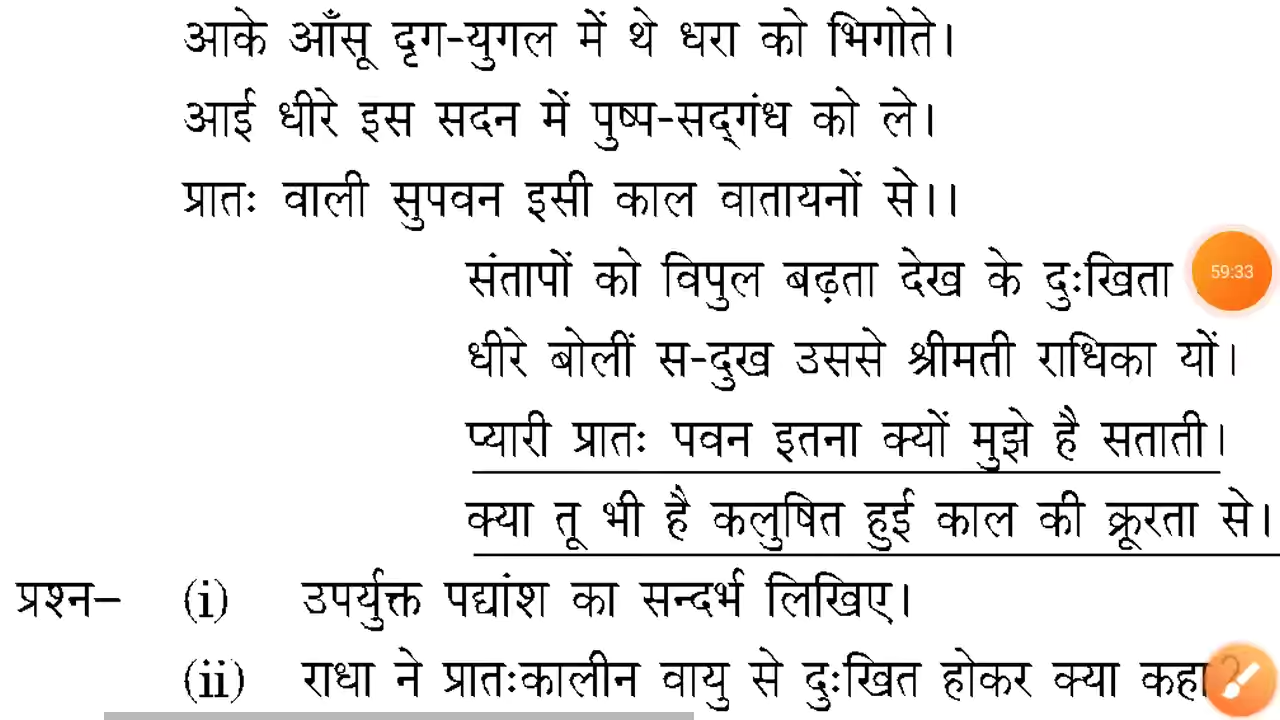 आके आँसू दृग-युगल में थे धरा को भिगोते।
आई धीरे इस सदन में पुष्प-सद्गंध को ले।
प्रातः वाली सुपवन इसी काल वातायनों से।।
संतापों को विपुल बढ़ता देख के दुःखिता
59:33
धीरे बोलीं स-दुख उससे श्रीमती राधिका यों।
प्यारी प्रातः पवन इतना क्यों मुझे है सताती।
क्या तू भी है कलुषित हुई काल की क्रूरता से।
प्रश्न– (i) उपर्युक्त पद्यांश का सन्दर्भ लिखिए।
(ii) राधा ने प्रातःकालीन वायु से दुःखित होकर क्या कहा?